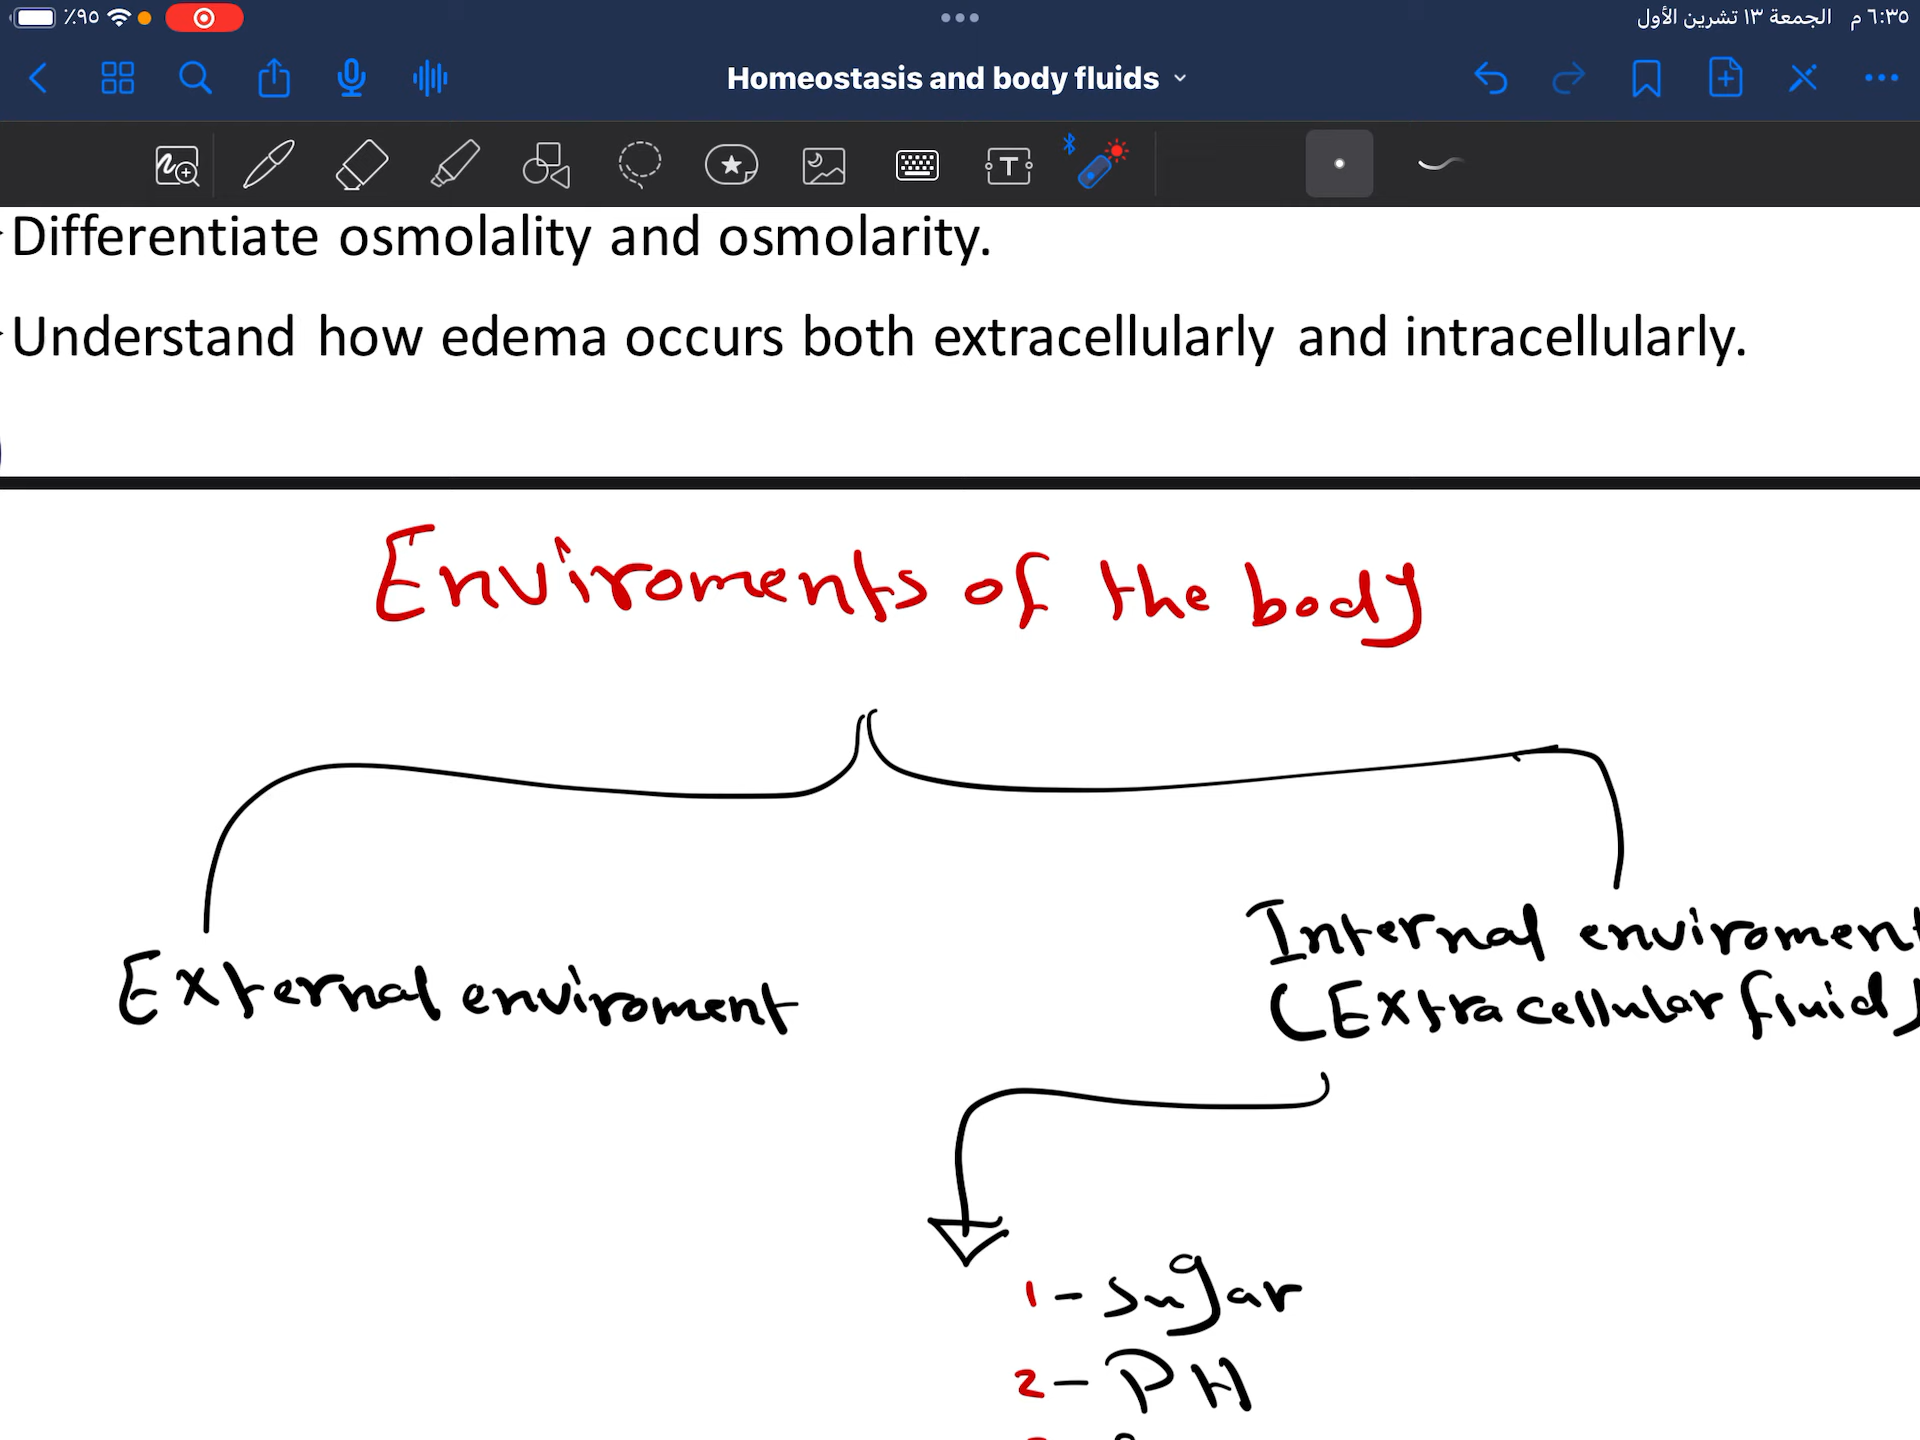 ٪٩٥
٦:٣٥ م الجمعة ١٣ تشرين الأول
Homeostasis and body fluids
T
Differentiate osmolality and osmolarity.
Understand how edema occurs both extracellularly and intracellularly.
Enviroments of the body
External enviroment
Internal enviroment
(Extracellular fluid)
1- sugar
2- PH